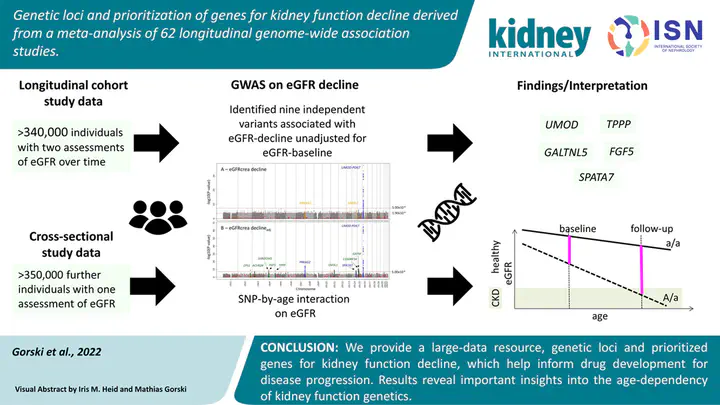 Genetic loci and prioritization of genes for kidney function decline derived
from a meta-analysis of 62 longitudinal genome-wide association
studies.
kidney
INTERNATIONAL
ISN
INTERNATIONAL SOCIETY
OF NEPHROLOGY
Longitudinal cohort
study data
>340,000 individuals
with two assessments
of eGFR over time
Cross-sectional
study data
>350,000 further
individuals with one
assessment of eGFR
GWAS on eGFR decline
Identified nine independent
variants associated with
eGFR-decline unadjusted for
eGFR-baseline
A – eGFRcrea decline
UMOD-PDILT
B – eGFRcrea decline
UMOD-PDILT
Chromosome
SNP-by-age interaction
on eGFR
Findings/Interpretation
UMOD
TPPP
GALTNL5
FGF5
SPATA7
baseline
follow-up
a/a
healthy
eGFR
CKD
A/a
age
Gorski et al., 2022
Visual Abstract by Iris M. Heid and Mathias Gorski
CONCLUSION: We provide a large-data resource, genetic loci and prioritized
genes for kidney function decline, which help inform drug development for
disease progression. Results reveal important insights into the age-dependency
of kidney function genetics.